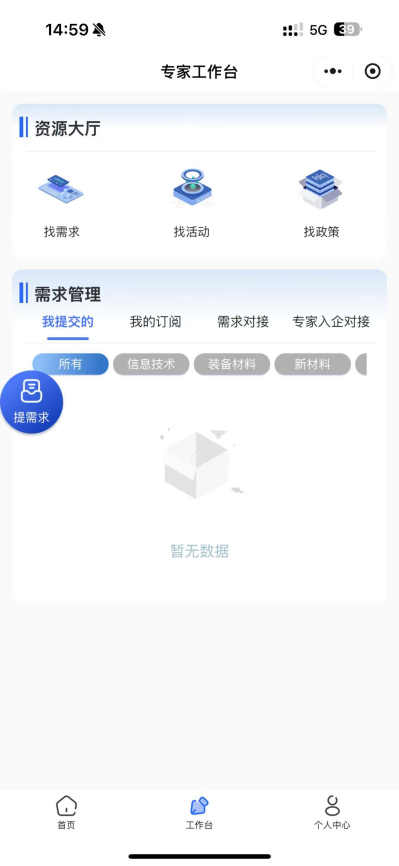 14:59 5G 39
专家工作台
资源大厅
找需求 找活动 找政策
需求管理
我提交的 我的订阅 需求对接 专家入企对接
所有 信息技术 装备材料 新材料
提需求
暂无数据
首页 工作台 个人中心